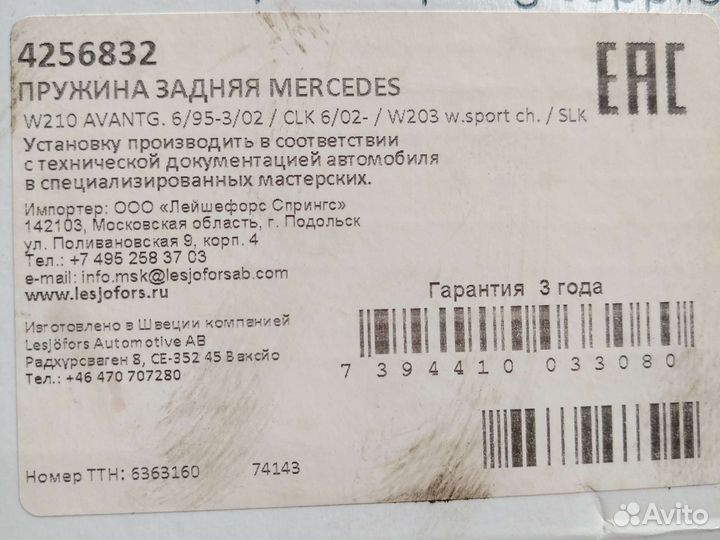 4256832
ПРУЖИНА ЗАДНЯЯ MERCEDES
W210 AVANTG. 6/95-3/02 / CLK 6/02- / W203 w.sport ch. / SLK
Установку производить в соответствии
с технической документацией автомобиля
в специализированных мастерских.
Импортер: ООО «Лейшефорс Спрингс»
142103, Московская область, г. Подольск
ул. Поливановская 9, корп. 4
Тел.: +7 495 258 37 03
e-mail: info.msk@lesjoforsab.com
www.lesjofors.ru
Гарантия 3 года
Изготовлено в Швеции компанией
Lesjöfors Automotive AB
Радхурсваген 8, СЕ-352 45 Ваксйо
Тел.: +46 470 707280
7 394410 033080
Номер ТТН: 6363160 74143
EAC
Avito